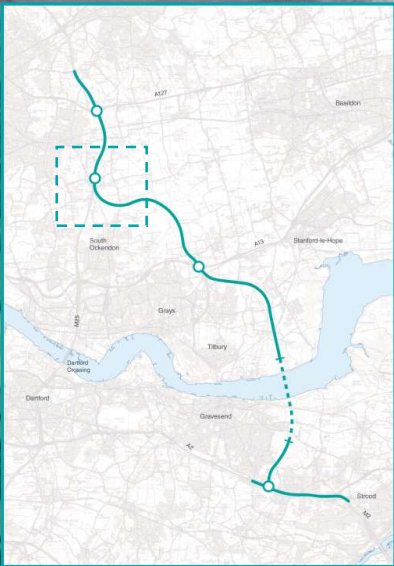 A127
Basildon
South
Ockendon
A13
Stanford-le-Hope
M25
Grays
Tilbury
Dartford
Crossing
Dartford
Gravesend
A2
Strood
M2